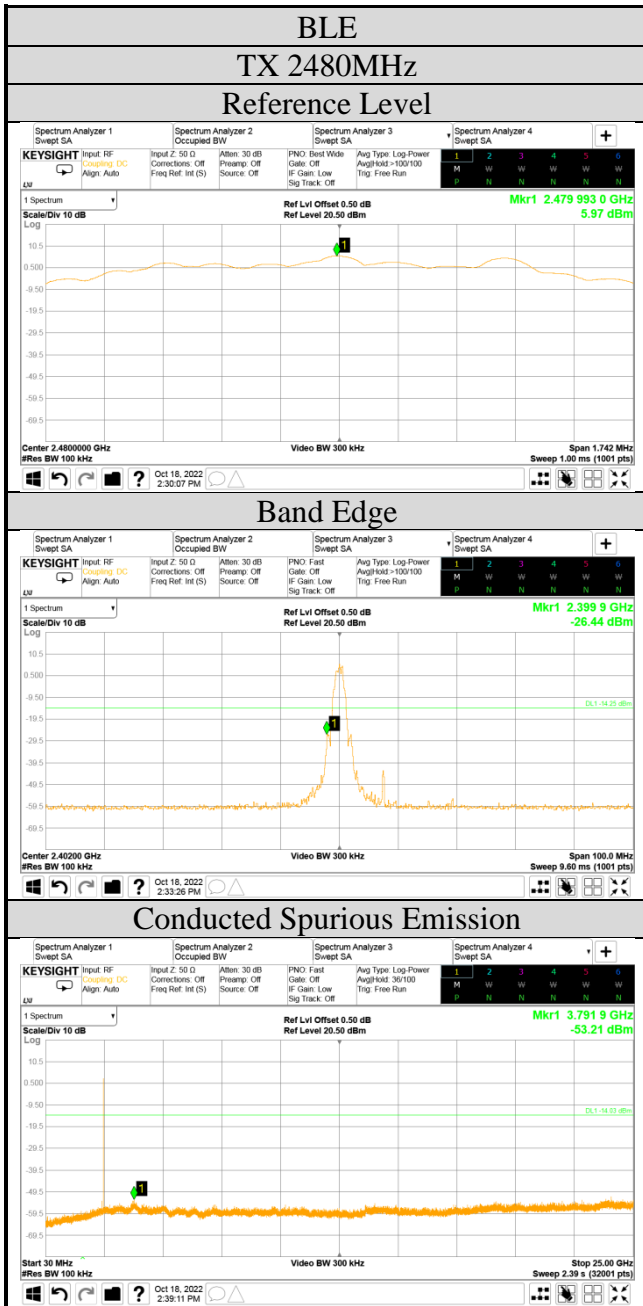 BLE
TX 2480MHz
Reference Level
Spectrum Analyzer 1 Spectrum Analyzer 2 Spectrum Analyzer 3 Spectrum Analyzer 4 +
Swept SA Occupied BW Swept SA Swept SA
KEYSIGHT Input: RF Input Z: 50 Ω Atten: 30 dB PNO: Best Wide Avg Type: Log-Power 1 2 3 4 5 6
Coupling: DC Corrections: Off Preamp: Off Gate: Off Avg|Hold:>100/100 M W W W W W
Align: Auto Freq Ref: Int (S) Source: Off IF Gain: Low Trig: Free Run
LXI Sig Track: Off P N N N N N
1 Spectrum Ref Lvl Offset 0.50 dB Mkr1 2.479 993 0 GHz
Scale/Div 10 dB Ref Level 20.50 dBm 5.97 dBm
Log
1
10.5
0.500
-9.50
-19.5
-29.5
-39.5
-49.5
-59.5
-69.5
Center 2.4800000 GHz Video BW 300 kHz Span 1.742 MHz
#Res BW 100 kHz Sweep 1.00 ms (1001 pts)
? Oct 18, 2022
2:30:07 PM
Band Edge
Spectrum Analyzer 1 Spectrum Analyzer 2 Spectrum Analyzer 3 Spectrum Analyzer 4 +
Swept SA Occupied BW Swept SA Swept SA
KEYSIGHT Input: RF Input Z: 50 Ω Atten: 30 dB PNO: Fast Avg Type: Log-Power 1 2 3 4 5 6
Coupling: DC Corrections: Off Preamp: Off Gate: Off Avg|Hold:>100/100 M W W W W W
Align: Auto Freq Ref: Int (S) Source: Off IF Gain: Low Trig: Free Run
LXI Sig Track: Off P N N N N N
1 Spectrum Ref Lvl Offset 0.50 dB Mkr1 2.399 9 GHz
Scale/Div 10 dB Ref Level 20.50 dBm -26.44 dBm
Log
10.5
0.500
-9.50
DL1 -14.25 dBm
-19.5
1
-29.5
-39.5
-49.5
-59.5
-69.5
Center 2.40200 GHz Video BW 300 kHz Span 100.0 MHz
#Res BW 100 kHz Sweep 9.60 ms (1001 pts)
? Oct 18, 2022
2:33:26 PM
Conducted Spurious Emission
Spectrum Analyzer 1 Spectrum Analyzer 2 Spectrum Analyzer 3 Spectrum Analyzer 4 +
Swept SA Occupied BW Swept SA Swept SA
KEYSIGHT Input: RF Input Z: 50 Ω Atten: 30 dB PNO: Fast Avg Type: Log-Power 1 2 3 4 5 6
Coupling: DC Corrections: Off Preamp: Off Gate: Off Avg|Hold: 36/100 M W W W W W
Align: Auto Freq Ref: Int (S) Source: Off IF Gain: Low Trig: Free Run
LXI Sig Track: Off P N N N N N
1 Spectrum Ref Lvl Offset 0.50 dB Mkr1 3.791 9 GHz
Scale/Div 10 dB Ref Level 20.50 dBm -53.21 dBm
Log
10.5
0.500
-9.50
DL1 -14.03 dBm
-19.5
-29.5
-39.5
-49.5
1
-59.5
-69.5
Start 30 MHz Video BW 300 kHz Stop 25.00 GHz
#Res BW 100 kHz Sweep 2.39 s (32001 pts)
? Oct 18, 2022
2:39:11 PM